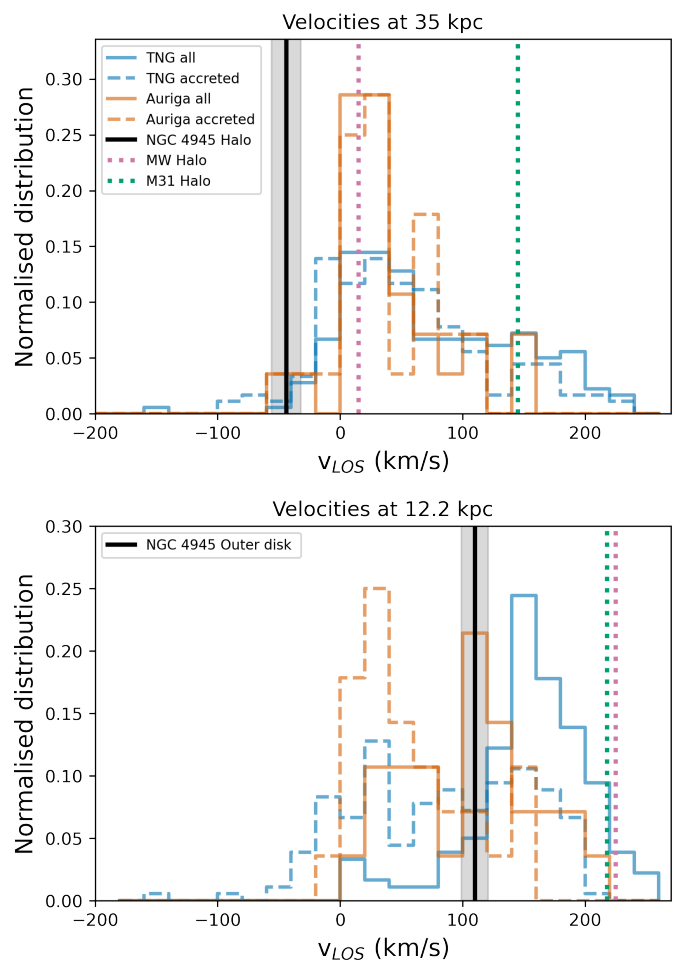 Velocities at 35 kpc
TNG all
TNG accreted
Auriga all
Auriga accreted
NGC 4945 Halo
MW Halo
M31 Halo
Normalised distribution
0.30
0.25
0.20
0.15
0.10
0.05
0.00
−200 −100 0 100 200
v_LOS (km/s)
Velocities at 12.2 kpc
NGC 4945 Outer disk
Normalised distribution
0.30
0.25
0.20
0.15
0.10
0.05
0.00
−200 −100 0 100 200
v_LOS (km/s)